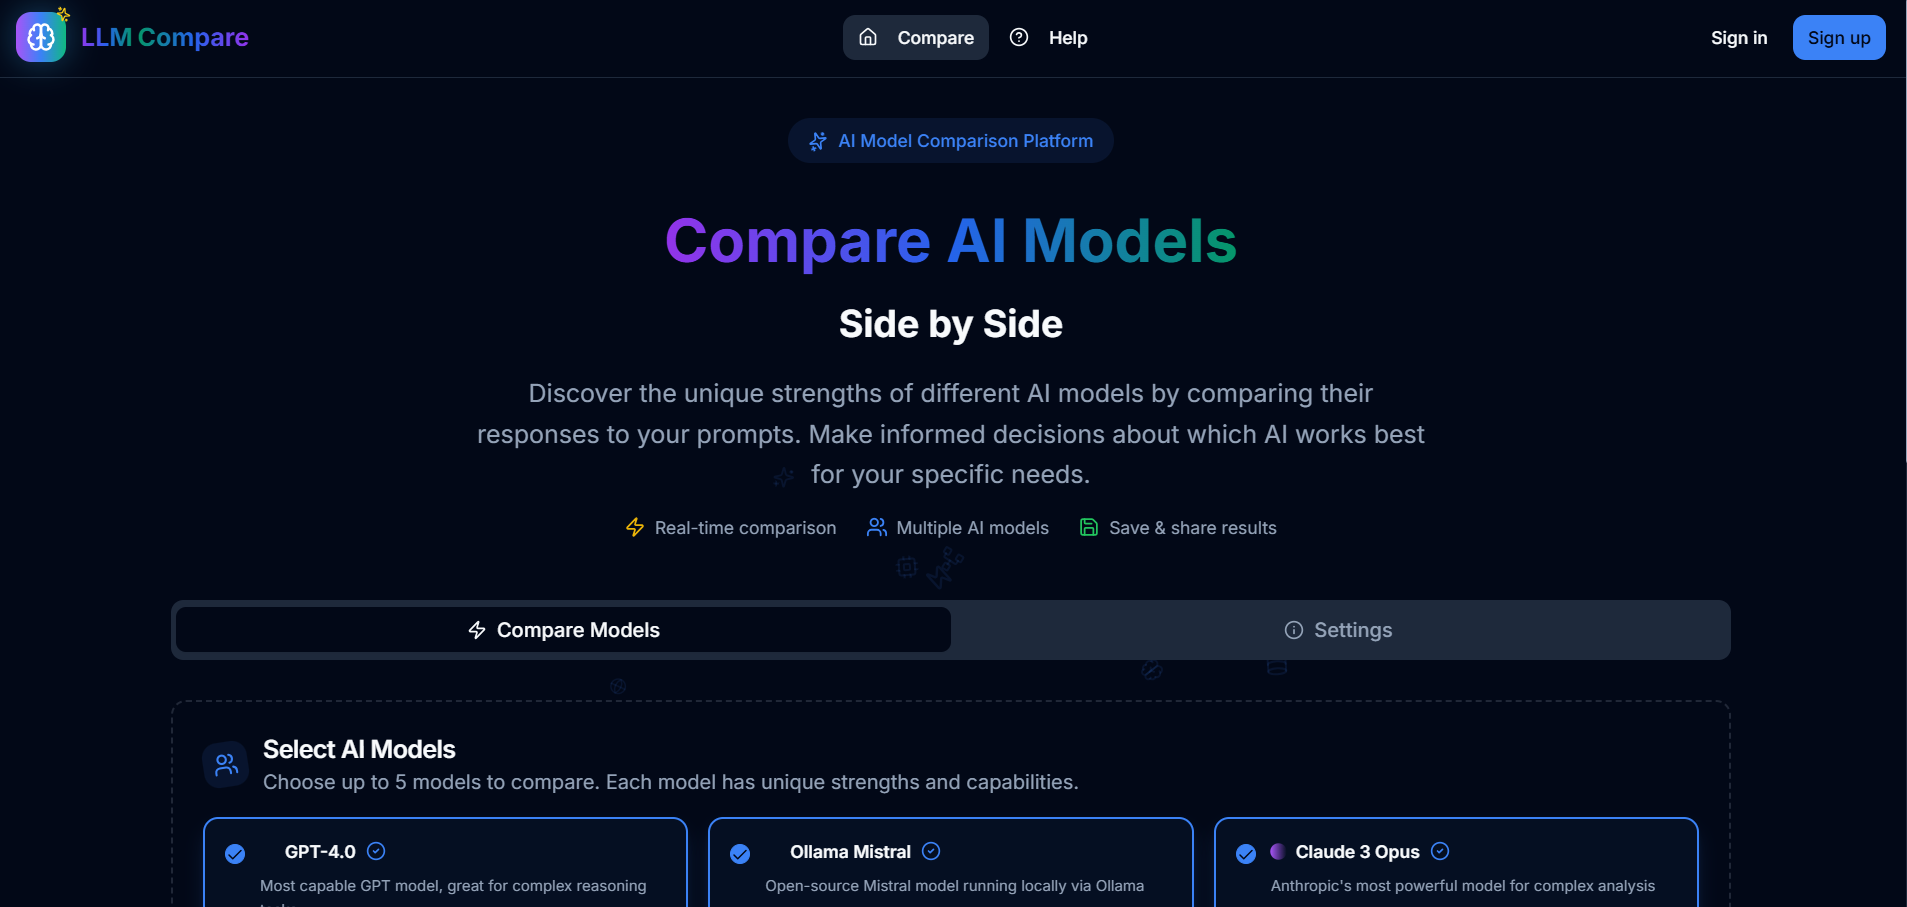 LLM Compare
Compare
Help
Sign in
Sign up
AI Model Comparison Platform
Compare AI Models
Side by Side
Discover the unique strengths of different AI models by comparing their
responses to your prompts. Make informed decisions about which AI works best
for your specific needs.
Real-time comparison
Multiple AI models
Save & share results
Compare Models
Settings
Select AI Models
Choose up to 5 models to compare. Each model has unique strengths and capabilities.
GPT-4.0
Most capable GPT model, great for complex reasoning
Ollama Mistral
Open-source Mistral model running locally via Ollama
Claude 3 Opus
Anthropic's most powerful model for complex analysis